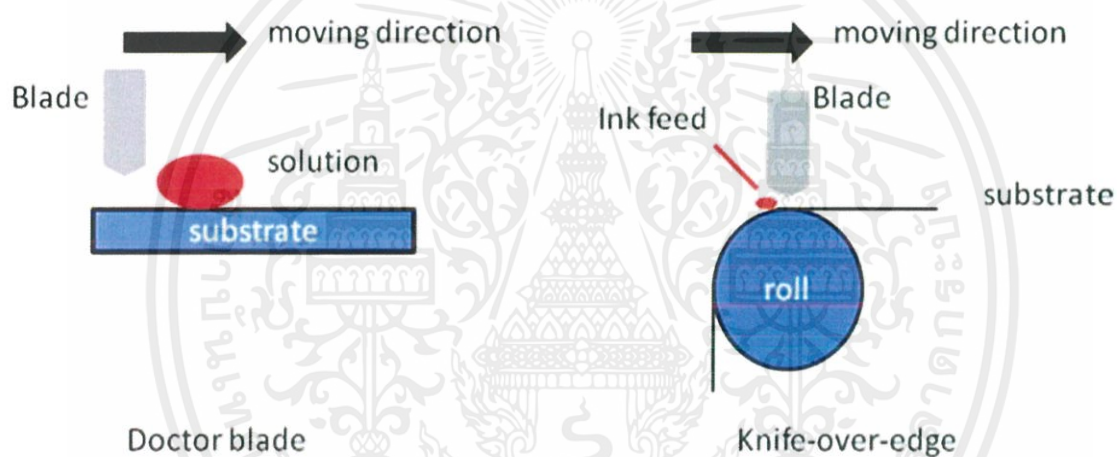 moving direction
moving direction
Blade
Blade
Ink feed
solution
substrate
substrate
roll
Doctor blade
Knife-over-edge